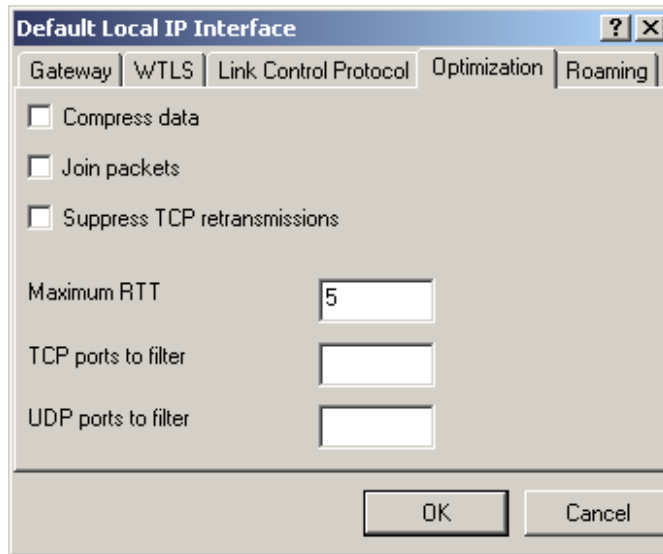 Default Local IP Interface
Gateway WTLS Link Control Protocol Optimization Roaming
Compress data
Join packets
Suppress TCP retransmissions
Maximum RTT 5
TCP ports to filter
UDP ports to filter
OK Cancel